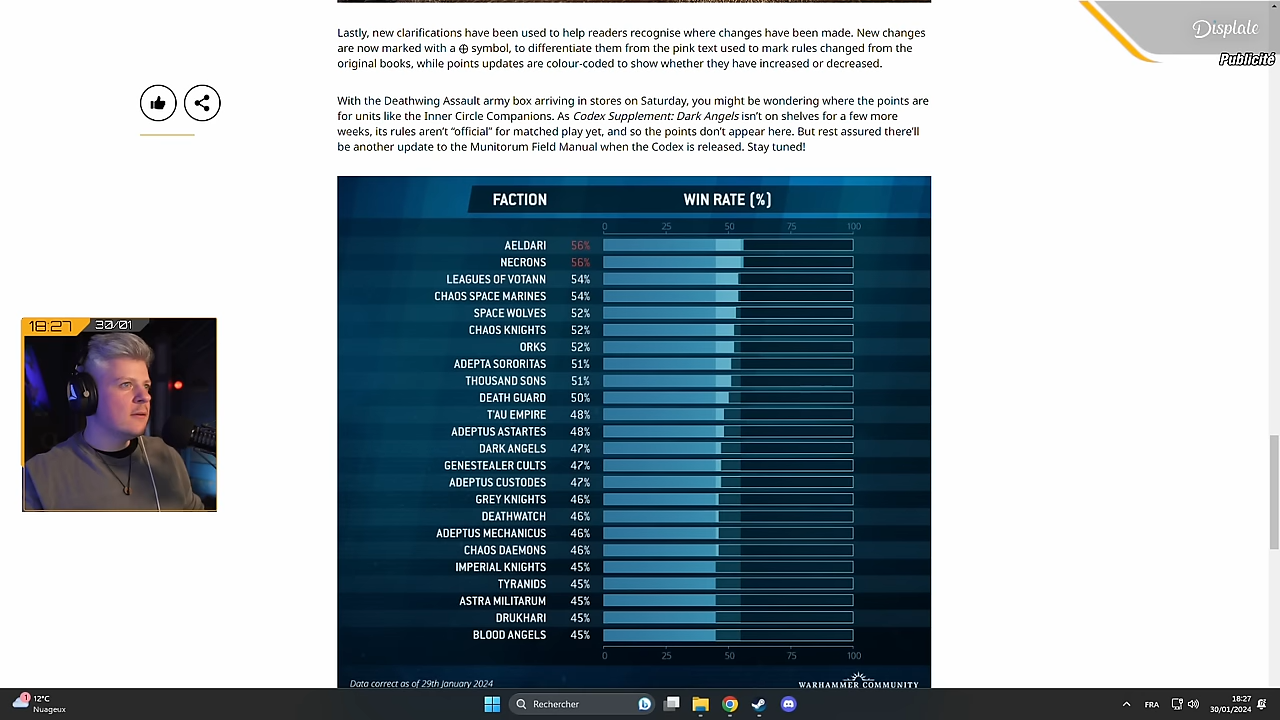 Lastly, new clarifications have been used to help readers recognise where changes have been made. New changes
are now marked with a ⊕ symbol, to differentiate them from the pink text used to mark rules changed from the
original books, while points updates are colour-coded to show whether they have increased or decreased.
Displate
Publicité
With the Deathwing Assault army box arriving in stores on Saturday, you might be wondering where the points are
for units like the Inner Circle Companions. As Codex Supplement: Dark Angels isn't on shelves for a few more
weeks, its rules aren't "official" for matched play yet, and so the points don't appear here. But rest assured there'll
be another update to the Munitorum Field Manual when the Codex is released. Stay tuned!
FACTION WIN RATE (%)
0 25 50 75 100
AELDARI 56%
NECRONS 56%
LEAGUES OF VOTANN 54%
CHAOS SPACE MARINES 54%
SPACE WOLVES 52%
CHAOS KNIGHTS 52%
ORKS 52%
ADEPTA SORORITAS 51%
THOUSAND SONS 51%
DEATH GUARD 50%
T'AU EMPIRE 48%
ADEPTUS ASTARTES 48%
DARK ANGELS 47%
GENESTEALER CULTS 47%
ADEPTUS CUSTODES 47%
GREY KNIGHTS 46%
DEATHWATCH 46%
ADEPTUS MECHANICUS 46%
CHAOS DAEMONS 46%
IMPERIAL KNIGHTS 45%
TYRANIDS 45%
ASTRA MILITARUM 45%
DRUKHARI 45%
BLOOD ANGELS 45%
0 25 50 75 100
Data correct as of 29th January 2024
WARHAMMER COMMUNITY
18:27 30/01
1
12°C
Nuageux
Rechercher
FRA
18:27
30/01/2024